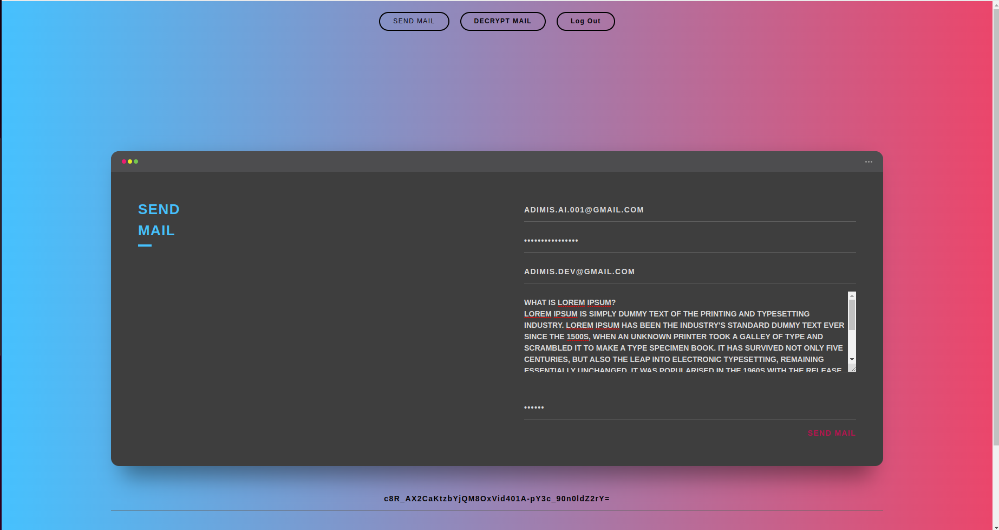 SEND MAIL
DECRYPT MAIL
Log Out
SEND
MAIL
ADIMIS.AI.001@GMAIL.COM
••••••••••••••••
ADIMIS.DEV@GMAIL.COM
WHAT IS LOREM IPSUM?
LOREM IPSUM IS SIMPLY DUMMY TEXT OF THE PRINTING AND TYPESETTING
INDUSTRY. LOREM IPSUM HAS BEEN THE INDUSTRY'S STANDARD DUMMY TEXT EVER
SINCE THE 1500S, WHEN AN UNKNOWN PRINTER TOOK A GALLEY OF TYPE AND
SCRAMBLED IT TO MAKE A TYPE SPECIMEN BOOK. IT HAS SURVIVED NOT ONLY FIVE
CENTURIES, BUT ALSO THE LEAP INTO ELECTRONIC TYPESETTING, REMAINING
ESSENTIALLY UNCHANGED. IT WAS POPULARISED IN THE 1960S WITH THE RELEASE
••••••
SEND MAIL
c8R_AX2CaKtzbYjQM8OxVid401A-pY3c_90n0ldZ2rY=